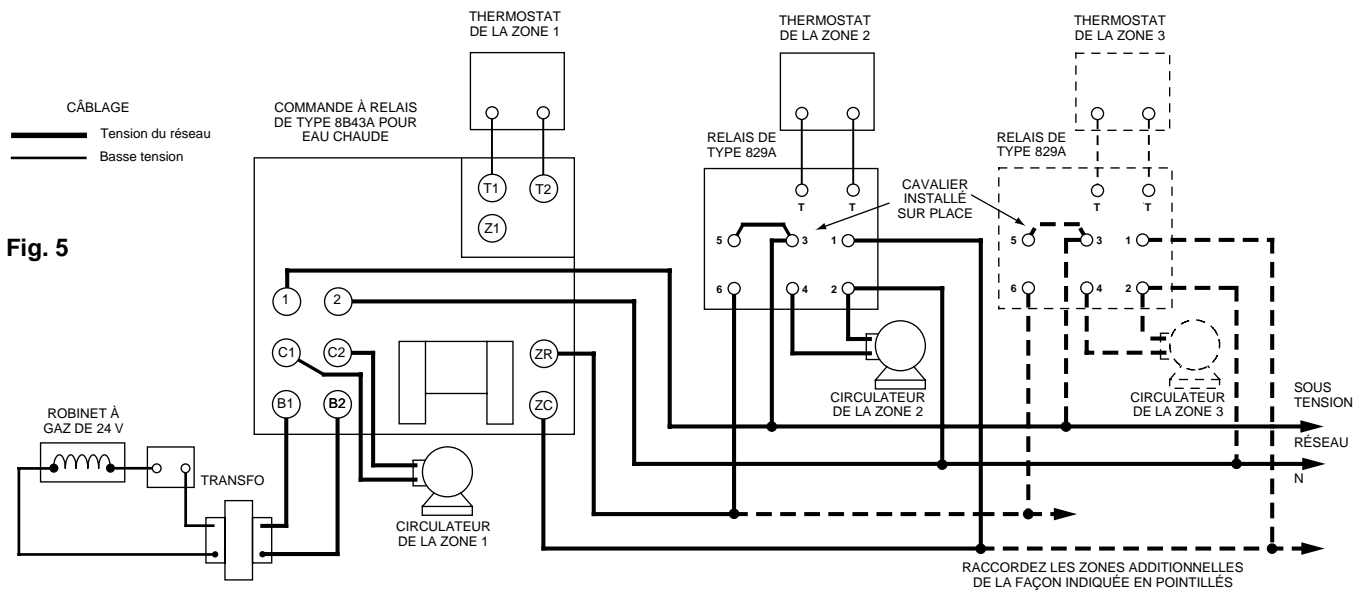 THERMOSTAT
DE LA ZONE 1
THERMOSTAT
DE LA ZONE 2
THERMOSTAT
DE LA ZONE 3
CÂBLAGE
Tension du réseau
Basse tension
COMMANDE À RELAIS
DE TYPE 8B43A POUR
EAU CHAUDE
RELAIS DE
TYPE 829A
RELAIS DE
TYPE 829A
CAVALIER
INSTALLÉ
SUR PLACE
Fig. 5
T1 T2
Z1
T T
T T
5 3 1
5 3 1
6 4 2
6 4 2
1 2
C1 C2 ZR
B1 B2 ZC
CIRCULATEUR
DE LA ZONE 2
CIRCULATEUR
DE LA ZONE 3
SOUS
TENSION
RÉSEAU
N
ROBINET À
GAZ DE 24 V
TRANSFO
CIRCULATEUR
DE LA ZONE 1
RACCORDEZ LES ZONES ADDITIONNELLES
DE LA FAÇON INDIQUÉE EN POINTILLÉS